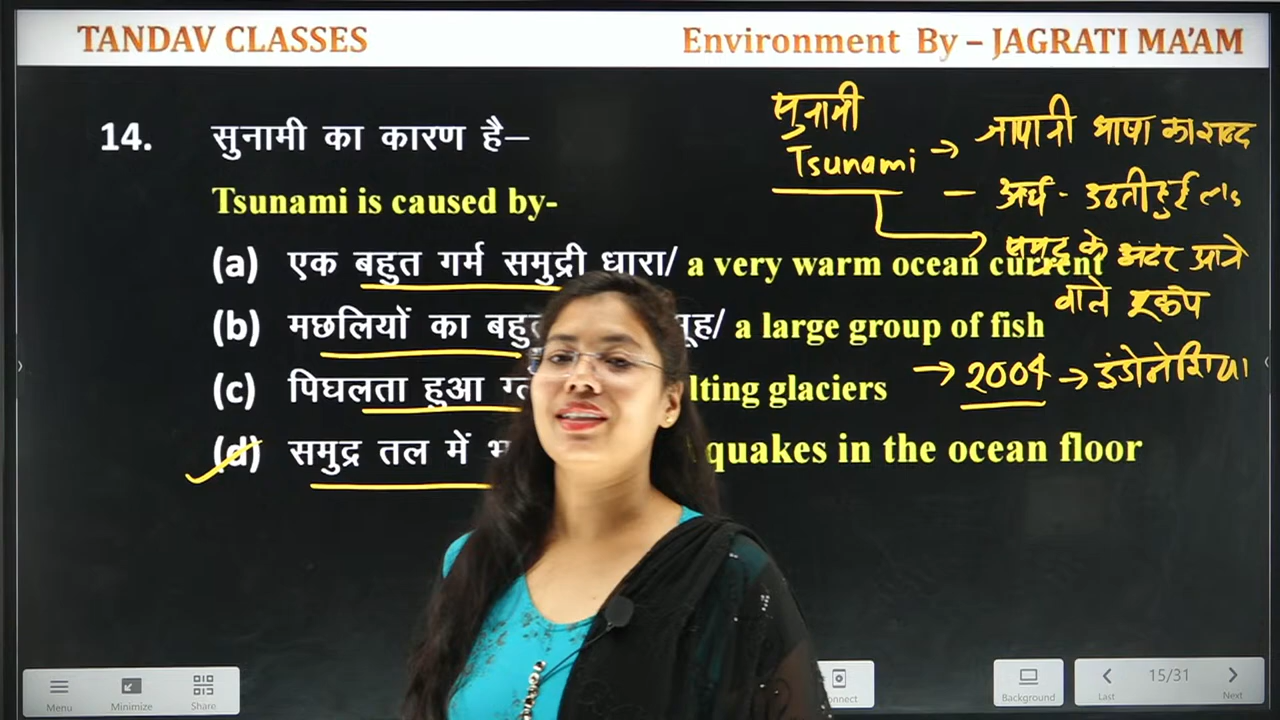 TANDAV CLASSES
Environment By – JAGRATI MA'AM
14. सुनामी का कारण है–
Tsunami is caused by-
(a) एक बहुत गर्म समुद्री धारा/ a very warm ocean current
(b) मछलियों का बहु /a large group of fish
(c) पिघलता हुआ lting glaciers
(d) समुद्र तल में quakes in the ocean floor
सुनामी
Tsunami → जापानी भाषा का शब्द
– अर्थ - उठती हुई
→ समुद्र के अंदर आने
वाले
→ 2004 → इंडोनेशिया
Menu
Minimize
Share
onnect
Background
Last
15/31
Next